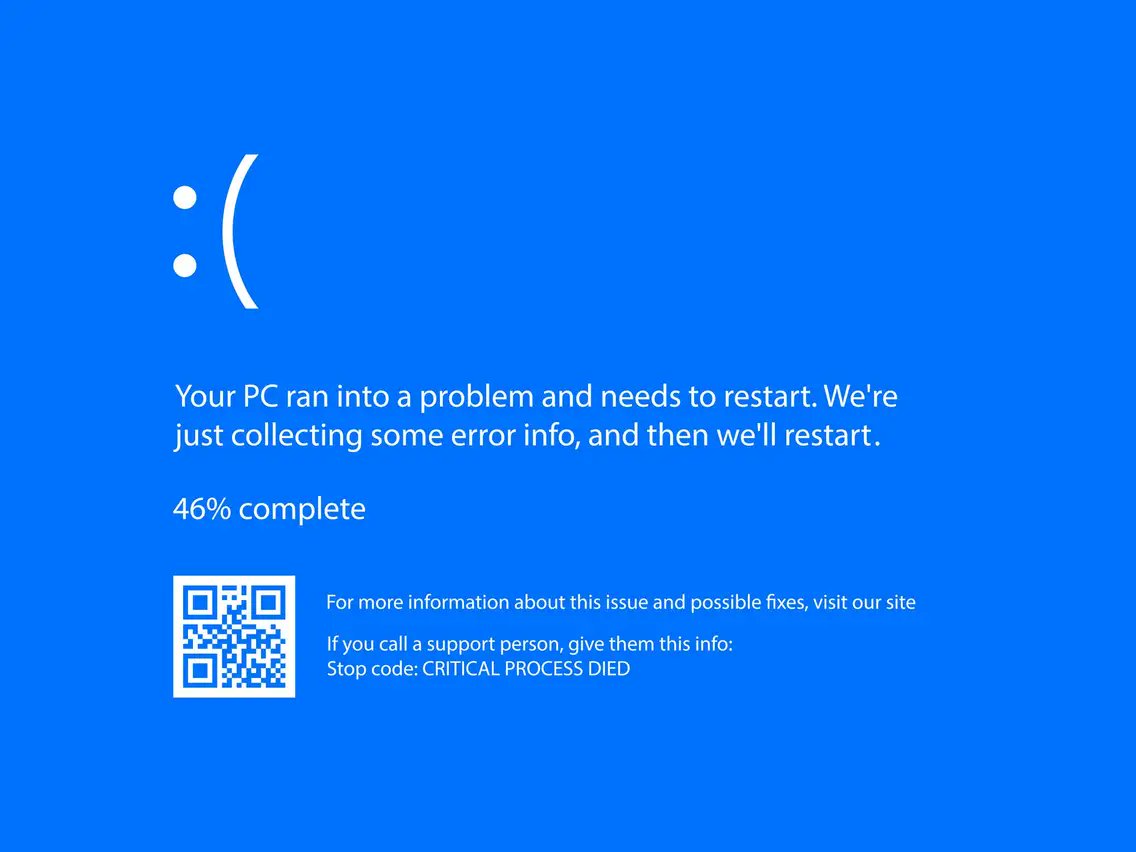 :(
Your PC ran into a problem and needs to restart. We're
just collecting some error info, and then we'll restart.
46% complete
For more information about this issue and possible fixes, visit our site
If you call a support person, give them this info:
Stop code: CRITICAL PROCESS DIED